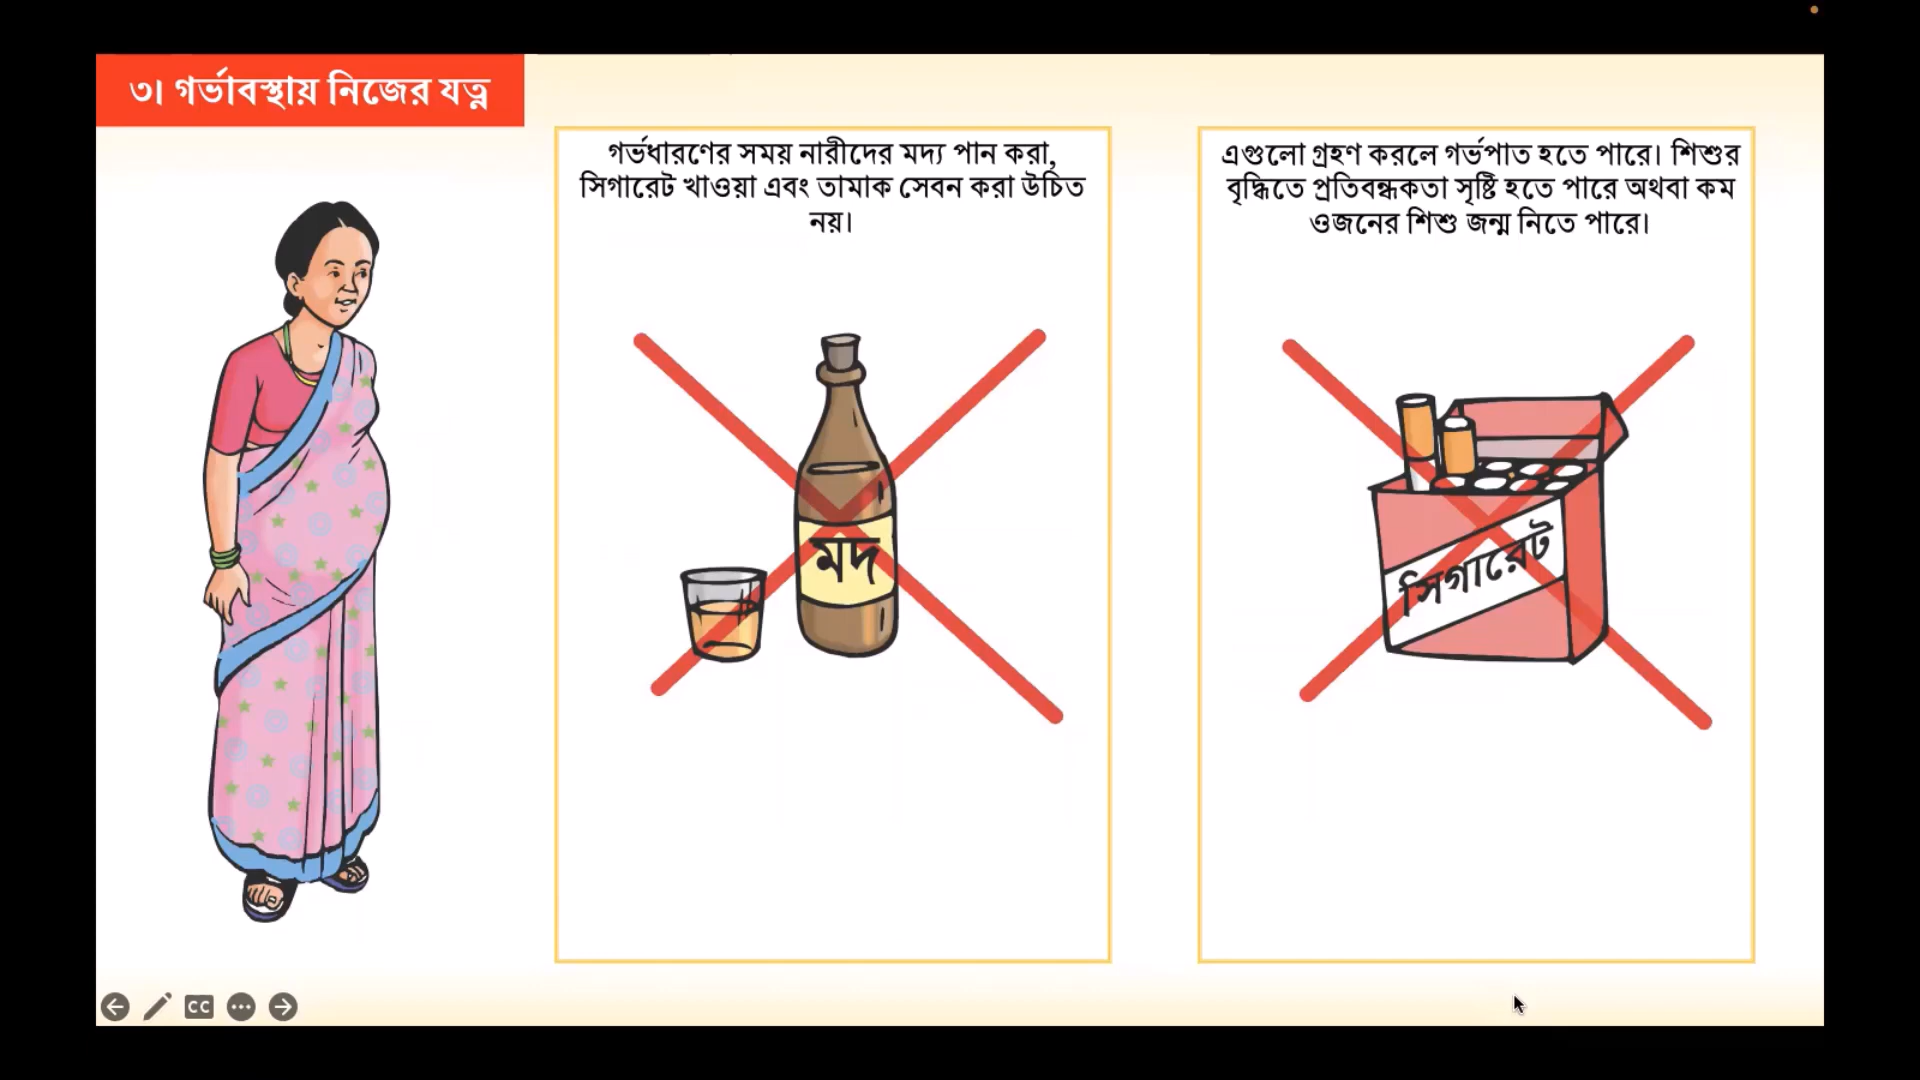 ৩। গর্ভাবস্থায় নিজের যত্ন
গর্ভধারণের সময় নারীদের মদ্য পান করা,
সিগারেট খাওয়া এবং তামাক সেবন করা উচিত
নয়।
মদ
এগুলো গ্রহণ করলে গর্ভপাত হতে পারে। শিশুর
বৃদ্ধিতে প্রতিবন্ধকতা সৃষ্টি হতে পারে অথবা কম
ওজনের শিশু জন্ম নিতে পারে।
সিগারেট
CC